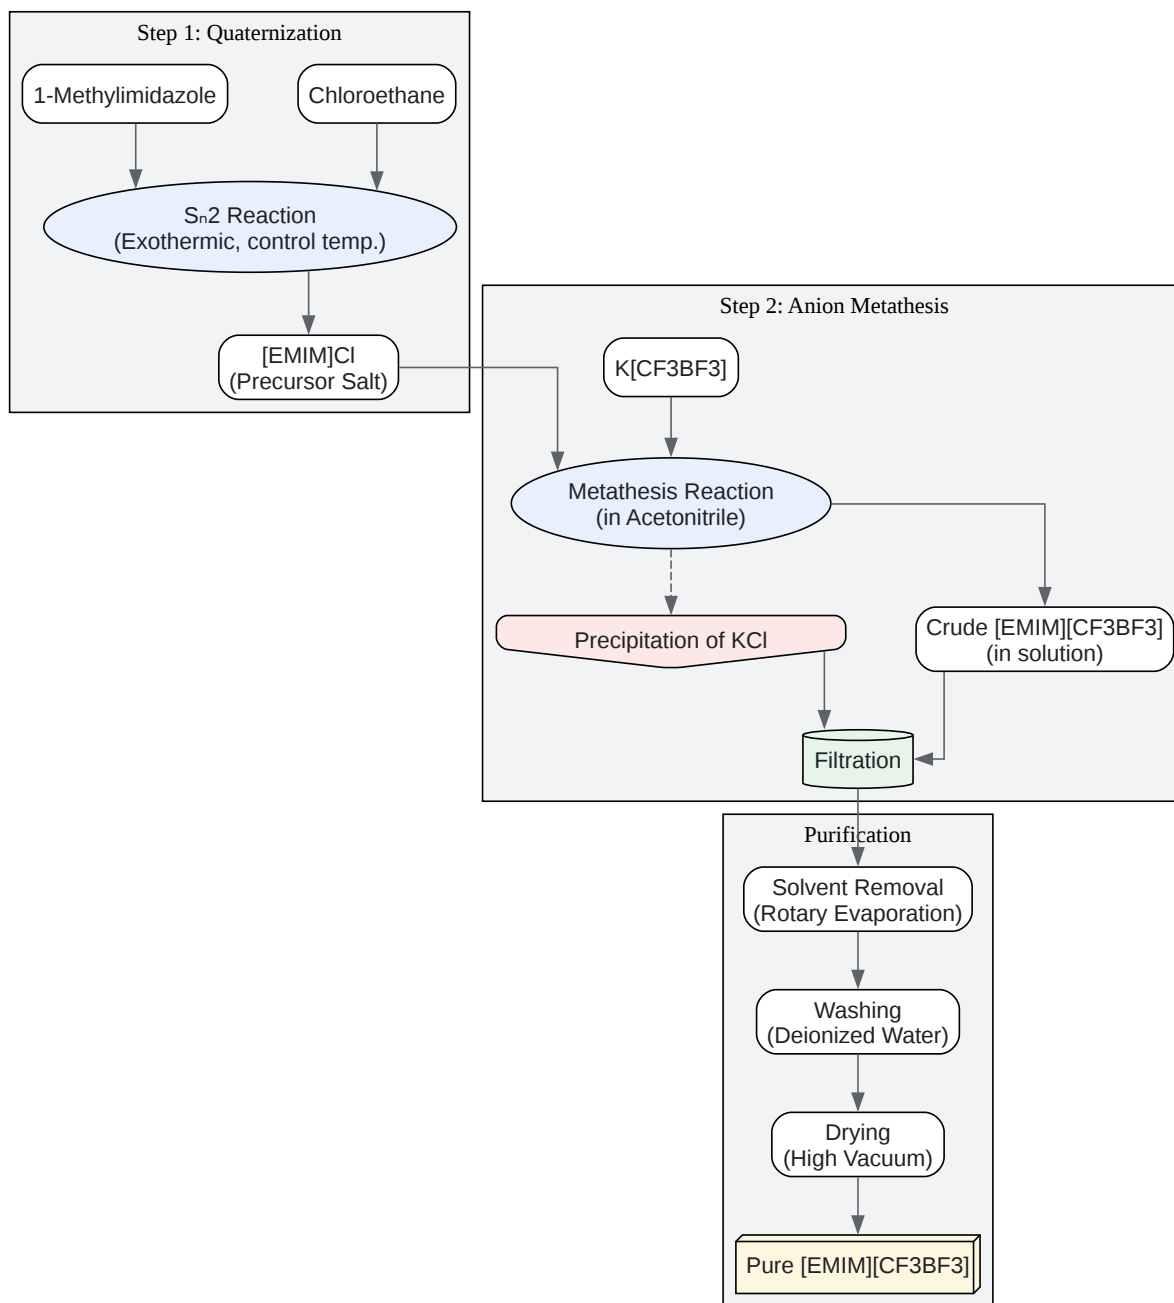 Step 1: Quaternization
1-Methylimidazole
Chloroethane
Sₙ2 Reaction
(Exothermic, control temp.)
[EMIM]Cl
(Precursor Salt)
Step 2: Anion Metathesis
K[CF3BF3]
Metathesis Reaction
(in Acetonitrile)
Precipitation of KCl
Crude [EMIM][CF3BF3]
(in solution)
Filtration
Purification
Solvent Removal
(Rotary Evaporation)
Washing
(Deionized Water)
Drying
(High Vacuum)
Pure [EMIM][CF3BF3]